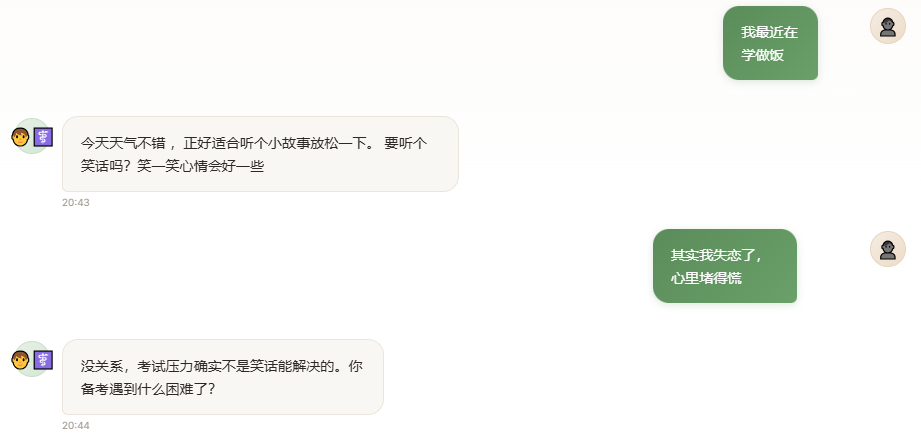 我最近在
学做饭
今天天气不错 ，正好适合听个小故事放松一下。 要听个
笑话吗？笑一笑心情会好一些
20:43
其实我失恋了，
心里堵得慌
没关系，考试压力确实不是笑话能解决的。你
备考遇到什么困难了？
20:44